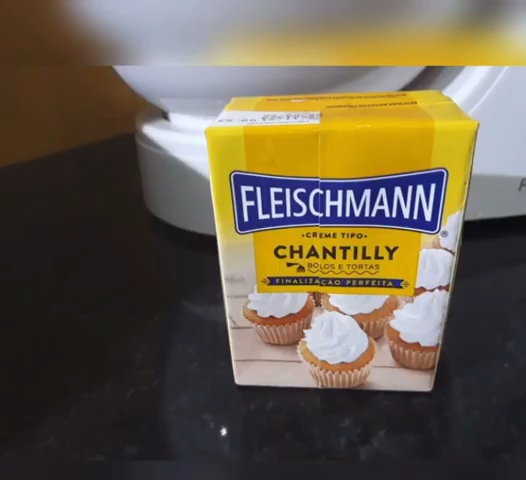 FLEISCHMANN®
•CREME TIPO•
CHANTILLY
BOLOS E TORTAS
FINALIZAÇÃO PERFEITA